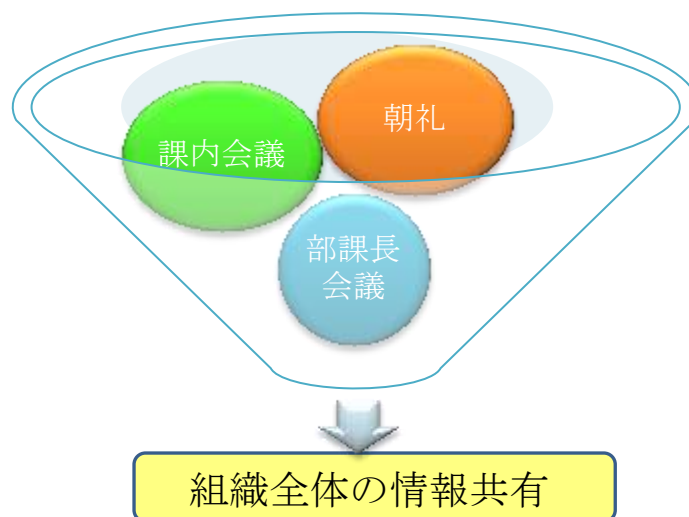 朝礼
課内会議
部課長
会議
組織全体の情報共有